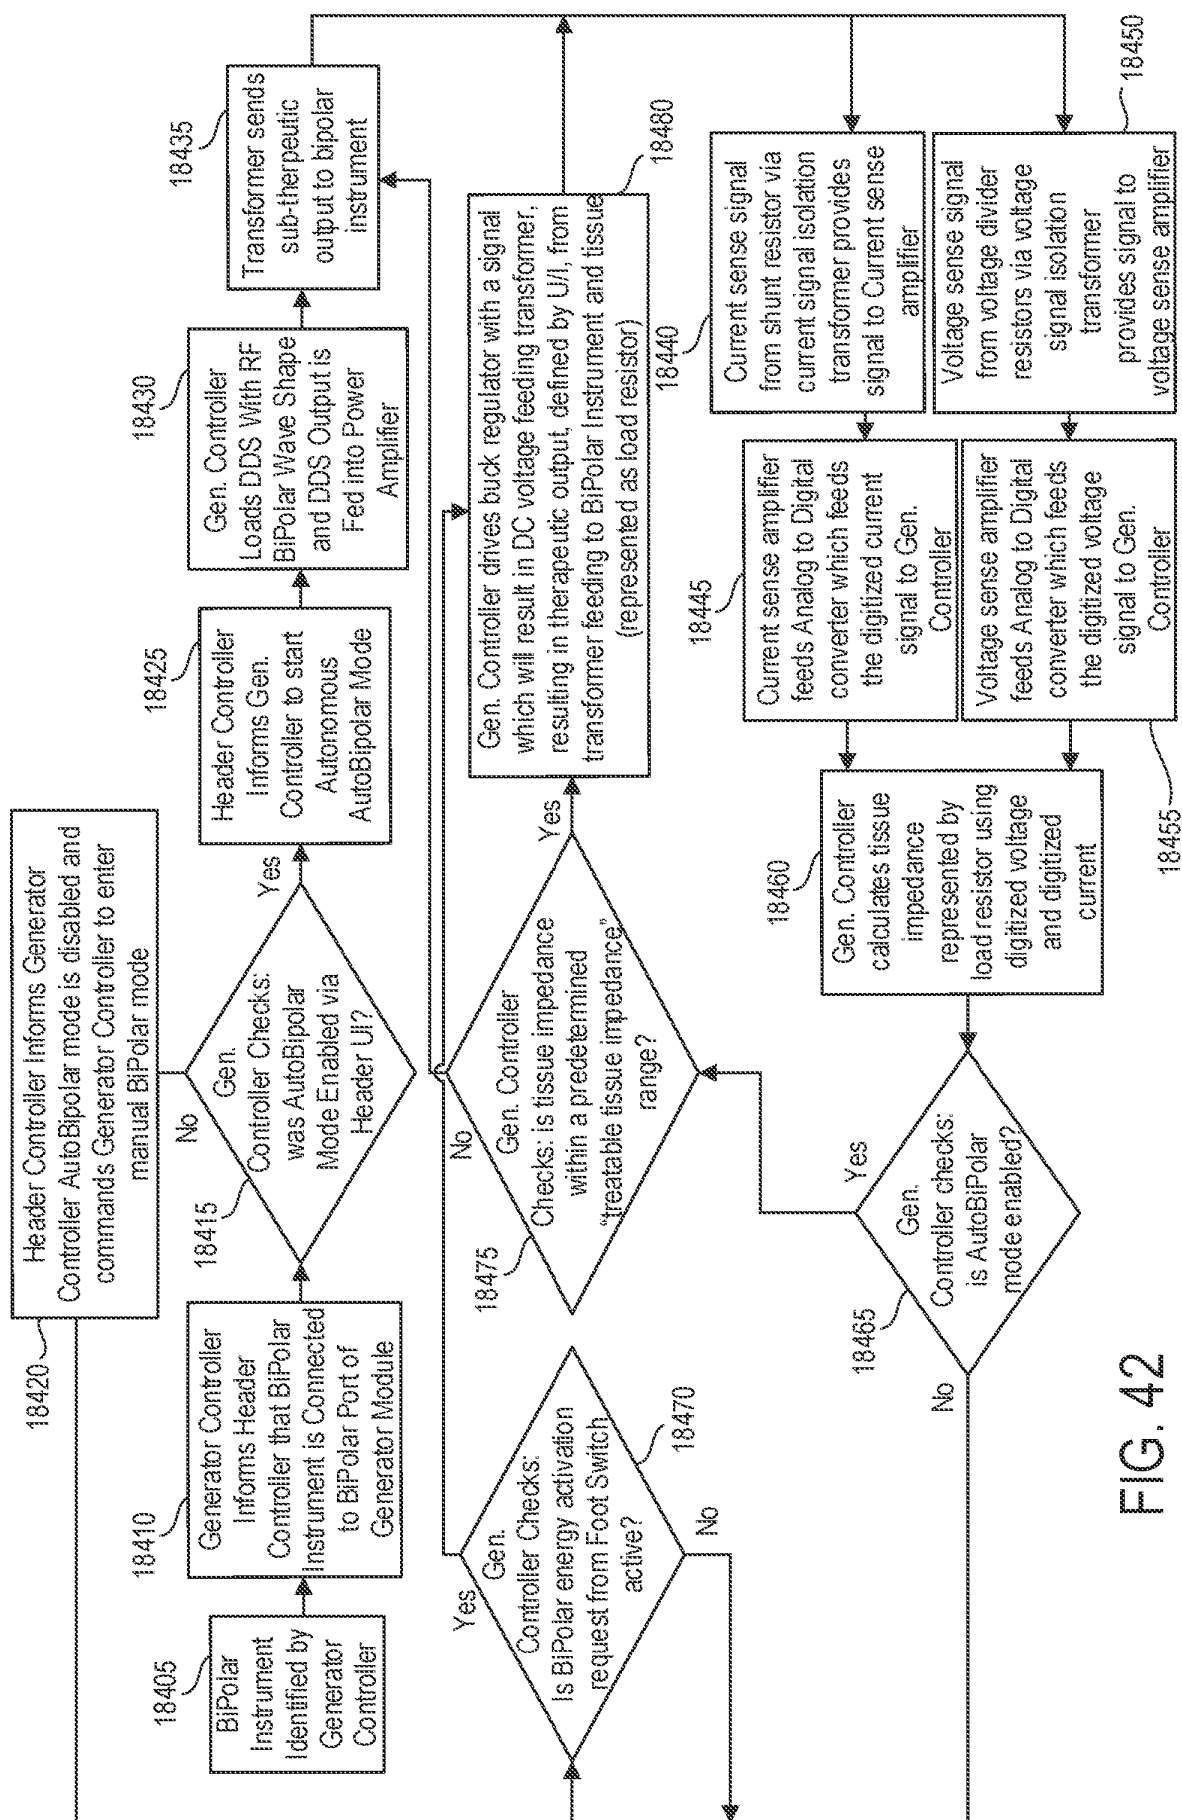 Header Controller Informs Generator
Controller AutoBipolar mode is disabled and
commands Generator Controller to enter
manual BiPolar mode
18420
BiPolar
Instrument
Identified by
Generator
Controller
18405
Generator Controller
Informs Header
Controller that BiPolar
Instrument is Connected
to BiPolar Port of
Generator Module
18410
Gen.
Controller Checks:
was AutoBipolar
Mode Enabled via
Header UI?
18415
No
Yes
Header Controller
Informs Gen.
Controller to start
Autonomous
AutoBipolar Mode
18425
Gen. Controller
Loads DDS With RF
BiPolar Wave Shape
and DDS Output is
Fed into Power
Amplifier
18430
Transformer sends
sub-therpeutic
output to bipolar
instrument
18435
Gen.
Controller Checks:
Is BiPolar energy activation
request from Foot Switch
active?
18470
Yes
No
Gen. Controller
Checks: is tissue impedance
within a predetermined
“treatable tissue impedance”
range?
18475
No
Yes
Gen. Controller drives buck regulator with a signal
which will result in DC voltage feeding transformer,
resulting in therapeutic output, defined by U/I, from
transformer feeding to BiPolar Instrument and tissue
(represented as load resistor)
18480
Current sense signal
from shunt resistor via
current signal isolation
transformer provides
signal to Current sense
amplifier
18440
Voltage sense signal
from voltage divider
resistors via voltage
signal isolation
transformer
provides signal to
voltage sense amplifier
18450
Current sense amplifier
feeds Analog to Digital
converter which feeds
the digitized current
signal to Gen.
Controller
18445
Voltage sense amplifier
feeds Analog to Digital
converter which feeds
the digitized voltage
signal to Gen.
Controller
18455
Gen. Controller
calculates tissue
impedance
represented by
load resistor using
digitized voltage
and digitized
current
18460
Gen.
Controller checks:
is AutoBiPolar
mode enabled?
18465
Yes
No
FIG. 42